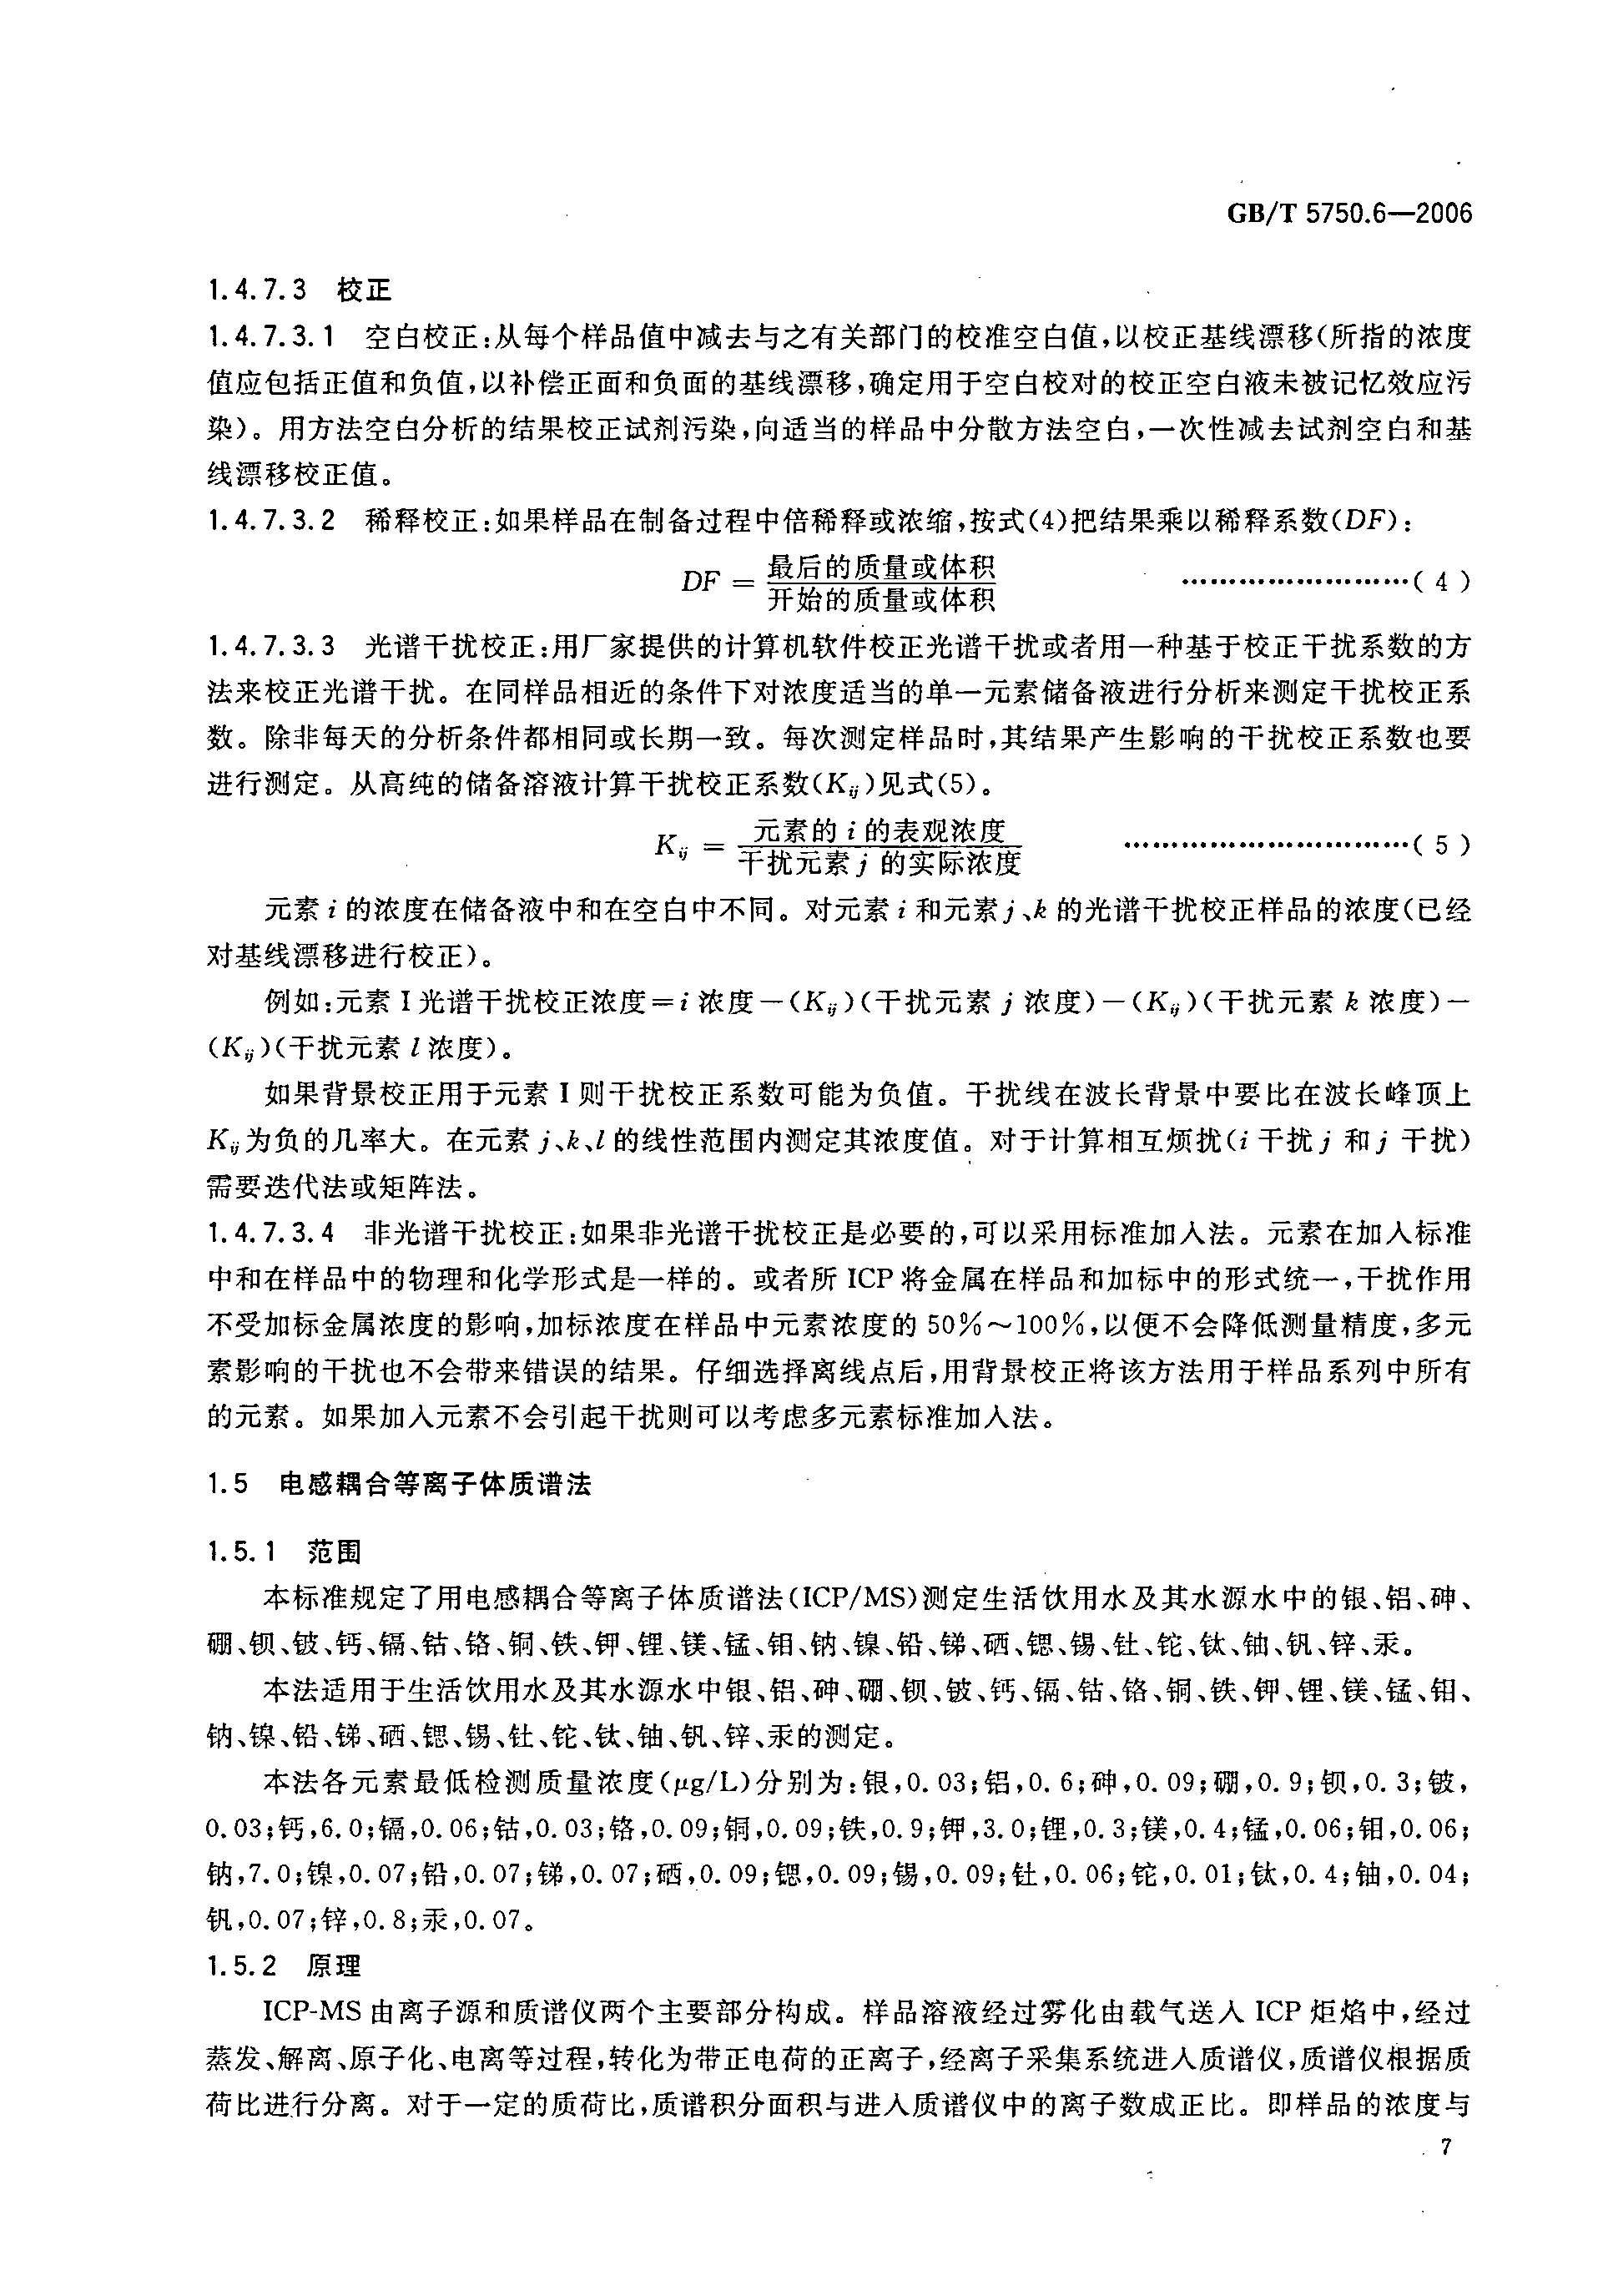 GB/T 5750.6—2006
1.4.7.3 校正
1.4.7.3.1 空白校正:从每个样品值中减去与之有关部门的校准空白值,以校正基线漂移(所指的浓度
值应包括正值和负值,以补偿正面和负面的基线漂移,确定用于空白校对的校正空白液未被记忆效应污
染)。用方法空白分析的结果校正试剂污染,向适当的样品中分散方法空白,一次性减去试剂空白和基
线漂移校正值。
1.4.7.3.2 稀释校正:如果样品在制备过程中倍稀释或浓缩,按式(4)把结果乘以稀释系数(DF):
DF = 最后的质量或体积 / 开始的质量或体积 ……………………( 4 )
1.4.7.3.3 光谱干扰校正:用厂家提供的计算机软件校正光谱干扰或者用一种基于校正干扰系数的方
法来校正光谱干扰。在同样品相近的条件下对浓度适当的单一元素储备液进行分析来测定干扰校正系
数。除非每天的分析条件都相同或长期一致。每次测定样品时,其结果产生影响的干扰校正系数也要
进行测定。从高纯的储备溶液计算干扰校正系数(Kij)见式(5)。
Kij = 元素的 i 的表观浓度 / 干扰元素 j 的实际浓度 …………………………( 5 )
元素 i 的浓度在储备液中和在空白中不同。对元素 i 和元素 j、k 的光谱干扰校正样品的浓度(已经
对基线漂移进行校正)。
例如:元素 I 光谱干扰校正浓度=i 浓度-(Kij)(干扰元素 j 浓度)-(Kij)(干扰元素 k 浓度)-
(Kij)(干扰元素 l 浓度)。
如果背景校正用于元素 I 则干扰校正系数可能为负值。干扰线在波长背景中要比在波长峰顶上
Kij为负的几率大。在元素 j、k、l 的线性范围内测定其浓度值。对于计算相互烦扰(i 干扰 j 和 j 干扰)
需要迭代法或矩阵法。
1.4.7.3.4 非光谱干扰校正:如果非光谱干扰校正是必要的,可以采用标准加入法。元素在加入标准
中和在样品中的物理和化学形式是一样的。或者所 ICP 将金属在样品和加标中的形式统一,干扰作用
不受加标金属浓度的影响,加标浓度在样品中元素浓度的 50%~100%,以便不会降低测量精度,多元
素影响的干扰也不会带来错误的结果。仔细选择离线点后,用背景校正将该方法用于样品系列中所有
的元素。如果加入元素不会引起干扰则可以考虑多元素标准加入法。
1.5 电感耦合等离子体质谱法
1.5.1 范围
本标准规定了用电感耦合等离子体质谱法(ICP/MS)测定生活饮用水及其水源水中的银、铝、砷、
硼、钡、铍、钙、镉、钴、铬、铜、铁、钾、锂、镁、锰、钼、钠、镍、铅、锑、硒、锶、锡、钍、铊、钛、铀、钒、锌、汞。
本法适用于生活饮用水及其水源水中银、铝、砷、硼、钡、铍、钙、镉、钴、铬、铜、铁、钾、锂、镁、锰、钼、
钠、镍、铅、锑、硒、锶、锡、钍、铊、钛、铀、钒、锌、汞的测定。
本法各元素最低检测质量浓度(μg/L)分别为:银,0.03;铝,0.6;砷,0.09;硼,0.9;钡,0.3;铍,
0.03;钙,6.0;镉,0.06;钴,0.03;铬,0.09;铜,0.09;铁,0.9;钾,3.0;锂,0.3;镁,0.4;锰,0.06;钼,0.06;
钠,7.0;镍,0.07;铅,0.07;锑,0.07;硒,0.09;锶,0.09;锡,0.09;钍,0.06;铊,0.01;钛,0.4;铀,0.04;
钒,0.07;锌,0.8;汞,0.07。
1.5.2 原理
ICP-MS 由离子源和质谱仪两个主要部分构成。样品溶液经过雾化由载气送入 ICP 炬焰中,经过
蒸发、解离、原子化、电离等过程,转化为带正电荷的正离子,经离子采集系统进入质谱仪,质谱仪根据质
荷比进行分离。对于一定的质荷比,质谱积分面积与进入质谱仪中的离子数成正比。即样品的浓度与
7